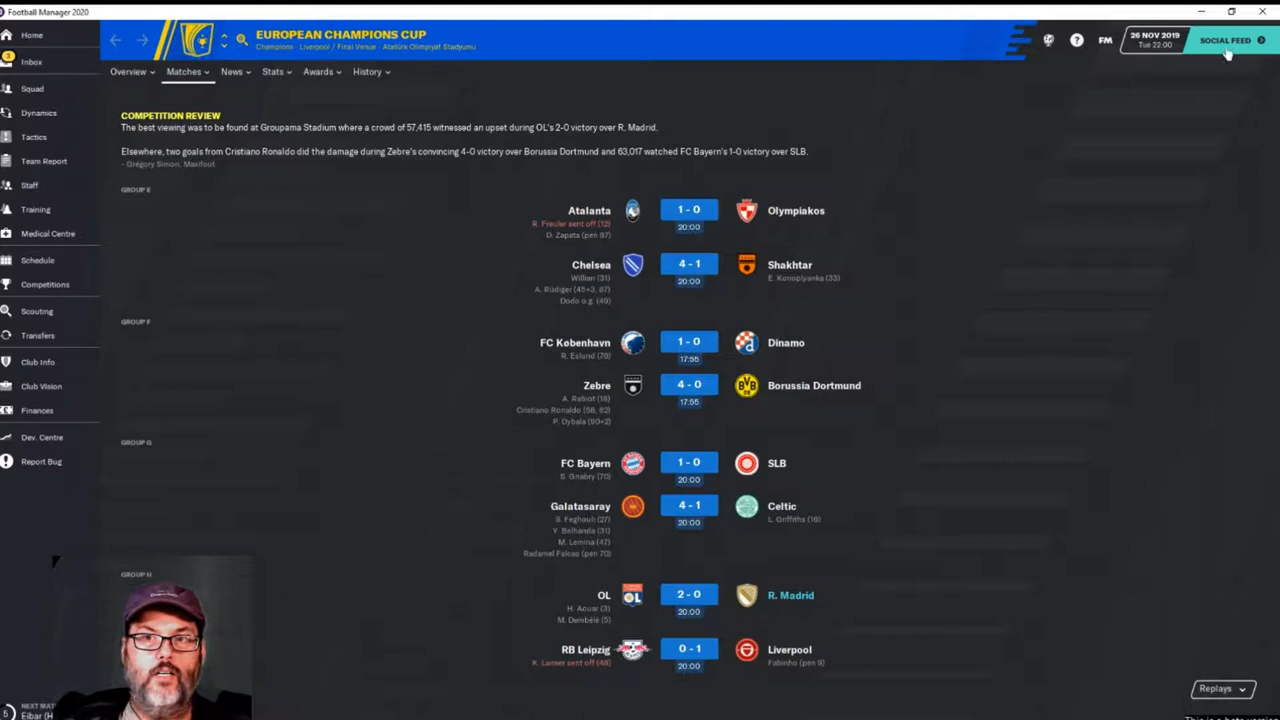 Football Manager 2020
Home
3
Inbox
Squad
Dynamics
Tactics
Team Report
Staff
Training
Medical Centre
Schedule
Competitions
Scouting
Transfers
Club Info
Club Vision
Finances
Dev. Centre
Report Bug
5
NEXT MAT
Eibar (H
EUROPEAN CHAMPIONS CUP
Champions - Liverpool / Final Venue - Atatürk Olimpiyat Stadyumu
FM
26 NOV 2019
Tue 22:00
SOCIAL FEED
Overview
Matches
News
Stats
Awards
History
COMPETITION REVIEW
The best viewing was to be found at Groupama Stadium where a crowd of 57,415 witnessed an upset during OL's 2-0 victory over R. Madrid.
Elsewhere, two goals from Cristiano Ronaldo did the damage during Zebre's convincing 4-0 victory over Borussia Dortmund and 63,017 watched FC Bayern's 1-0 victory over SLB.
- Grégory Simon, Maxifoot
GROUP E
Atalanta 1 - 0 Olympiakos
R. Freuler sent off (12)
20:00
D. Zapata (pen 87)
Chelsea 4 - 1 Shakhtar
Willian (31)
20:00
E. Konoplyanka (33)
A. Rüdiger (45+3, 87)
Dodo o.g. (49)
GROUP F
FC Kobenhavn 1 - 0 Dinamo
R. Eslund (76)
17:55
Zebre 4 - 0 Borussia Dortmund
A. Rabiot (18)
17:55
Cristiano Ronaldo (58, 62)
P. Dybala (90+2)
GROUP G
FC Bayern 1 - 0 SLB
S. Gnabry (70)
20:00
Galatasaray 4 - 1 Celtic
S. Feghouli (27)
20:00
L. Griffiths (16)
Y. Belhanda (31)
M. Lemina (47)
Radamel Falcao (pen 70)
GROUP H
OL 2 - 0 R. Madrid
H. Aouar (3)
20:00
M. Dembélé (5)
RB Leipzig 0 - 1 Liverpool
K. Laimer sent off (48)
20:00
Fabinho (pen 9)
Replays